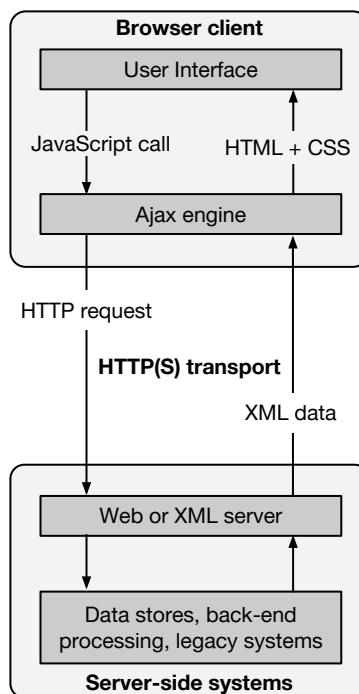 Browser client
User Interface
JavaScript call
HTML + CSS
Ajax engine
HTTP request
HTTP(S) transport
XML data
Web or XML server
Data stores, back-end
processing, legacy systems
Server-side systems